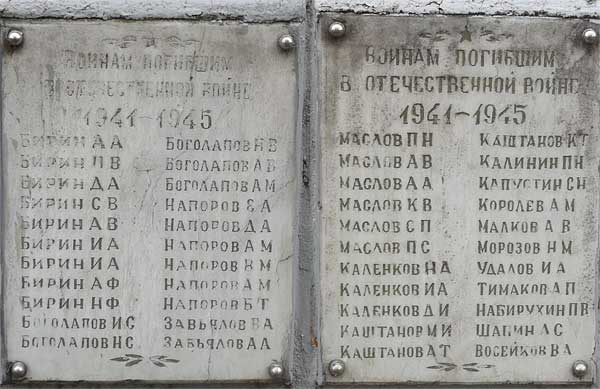 ВОИНАМ ПОГИБШИМ
В ОТЕЧЕСТВЕННОЙ ВОЙНЕ
1941-1945
БИРИН А А
БИРИН П В
БИРИН Д А
БИРИН С В
БИРИН А В
БИРИН И А
БИРИН И А
БИРИН А Ф
БИРИН Н Ф
БОГОЛАПОВ И С
БОГОЛАПОВ Н С
БОГОЛАПОВ Н В
БОГОЛАПОВ А В
БОГОЛАПОВ А М
НАПОРОВ Я А
НАПОРОВ Д А
НАПОРОВ А М
НАПОРОВ В М
НАПОРОВ А М
НАПОРОВ Б Т
ЗАВЬЯЛОВ В А
ЗАВЬЯЛОВ А Л
ВОИНАМ ПОГИБШИМ
В ОТЕЧЕСТВЕННОЙ ВОЙНЕ
1941-1945
МАСЛОВ П Н
МАСЛОВ А В
МАСЛОВ А А
МАСЛОВ К В
МАСЛОВ С П
МАСЛОВ П С
КАЛЕНКОВ Н А
КАЛЕНКОВ И А
КАЛЕНКОВ Д И
КАШТАНОВ М И
КАШТАНОВ А Т
КАШТАНОВ К Т
КАЛИНИН П Н
КАПУСТИН С Н
КОРОЛЕВ А М
МАЛКОВ А В
МОРОЗОВ Н М
УДАЛОВ И А
ТИМАКОВ А П
НАБИРУХИН П В
ШАПИН А С
ВОСЕЙКОВ В А